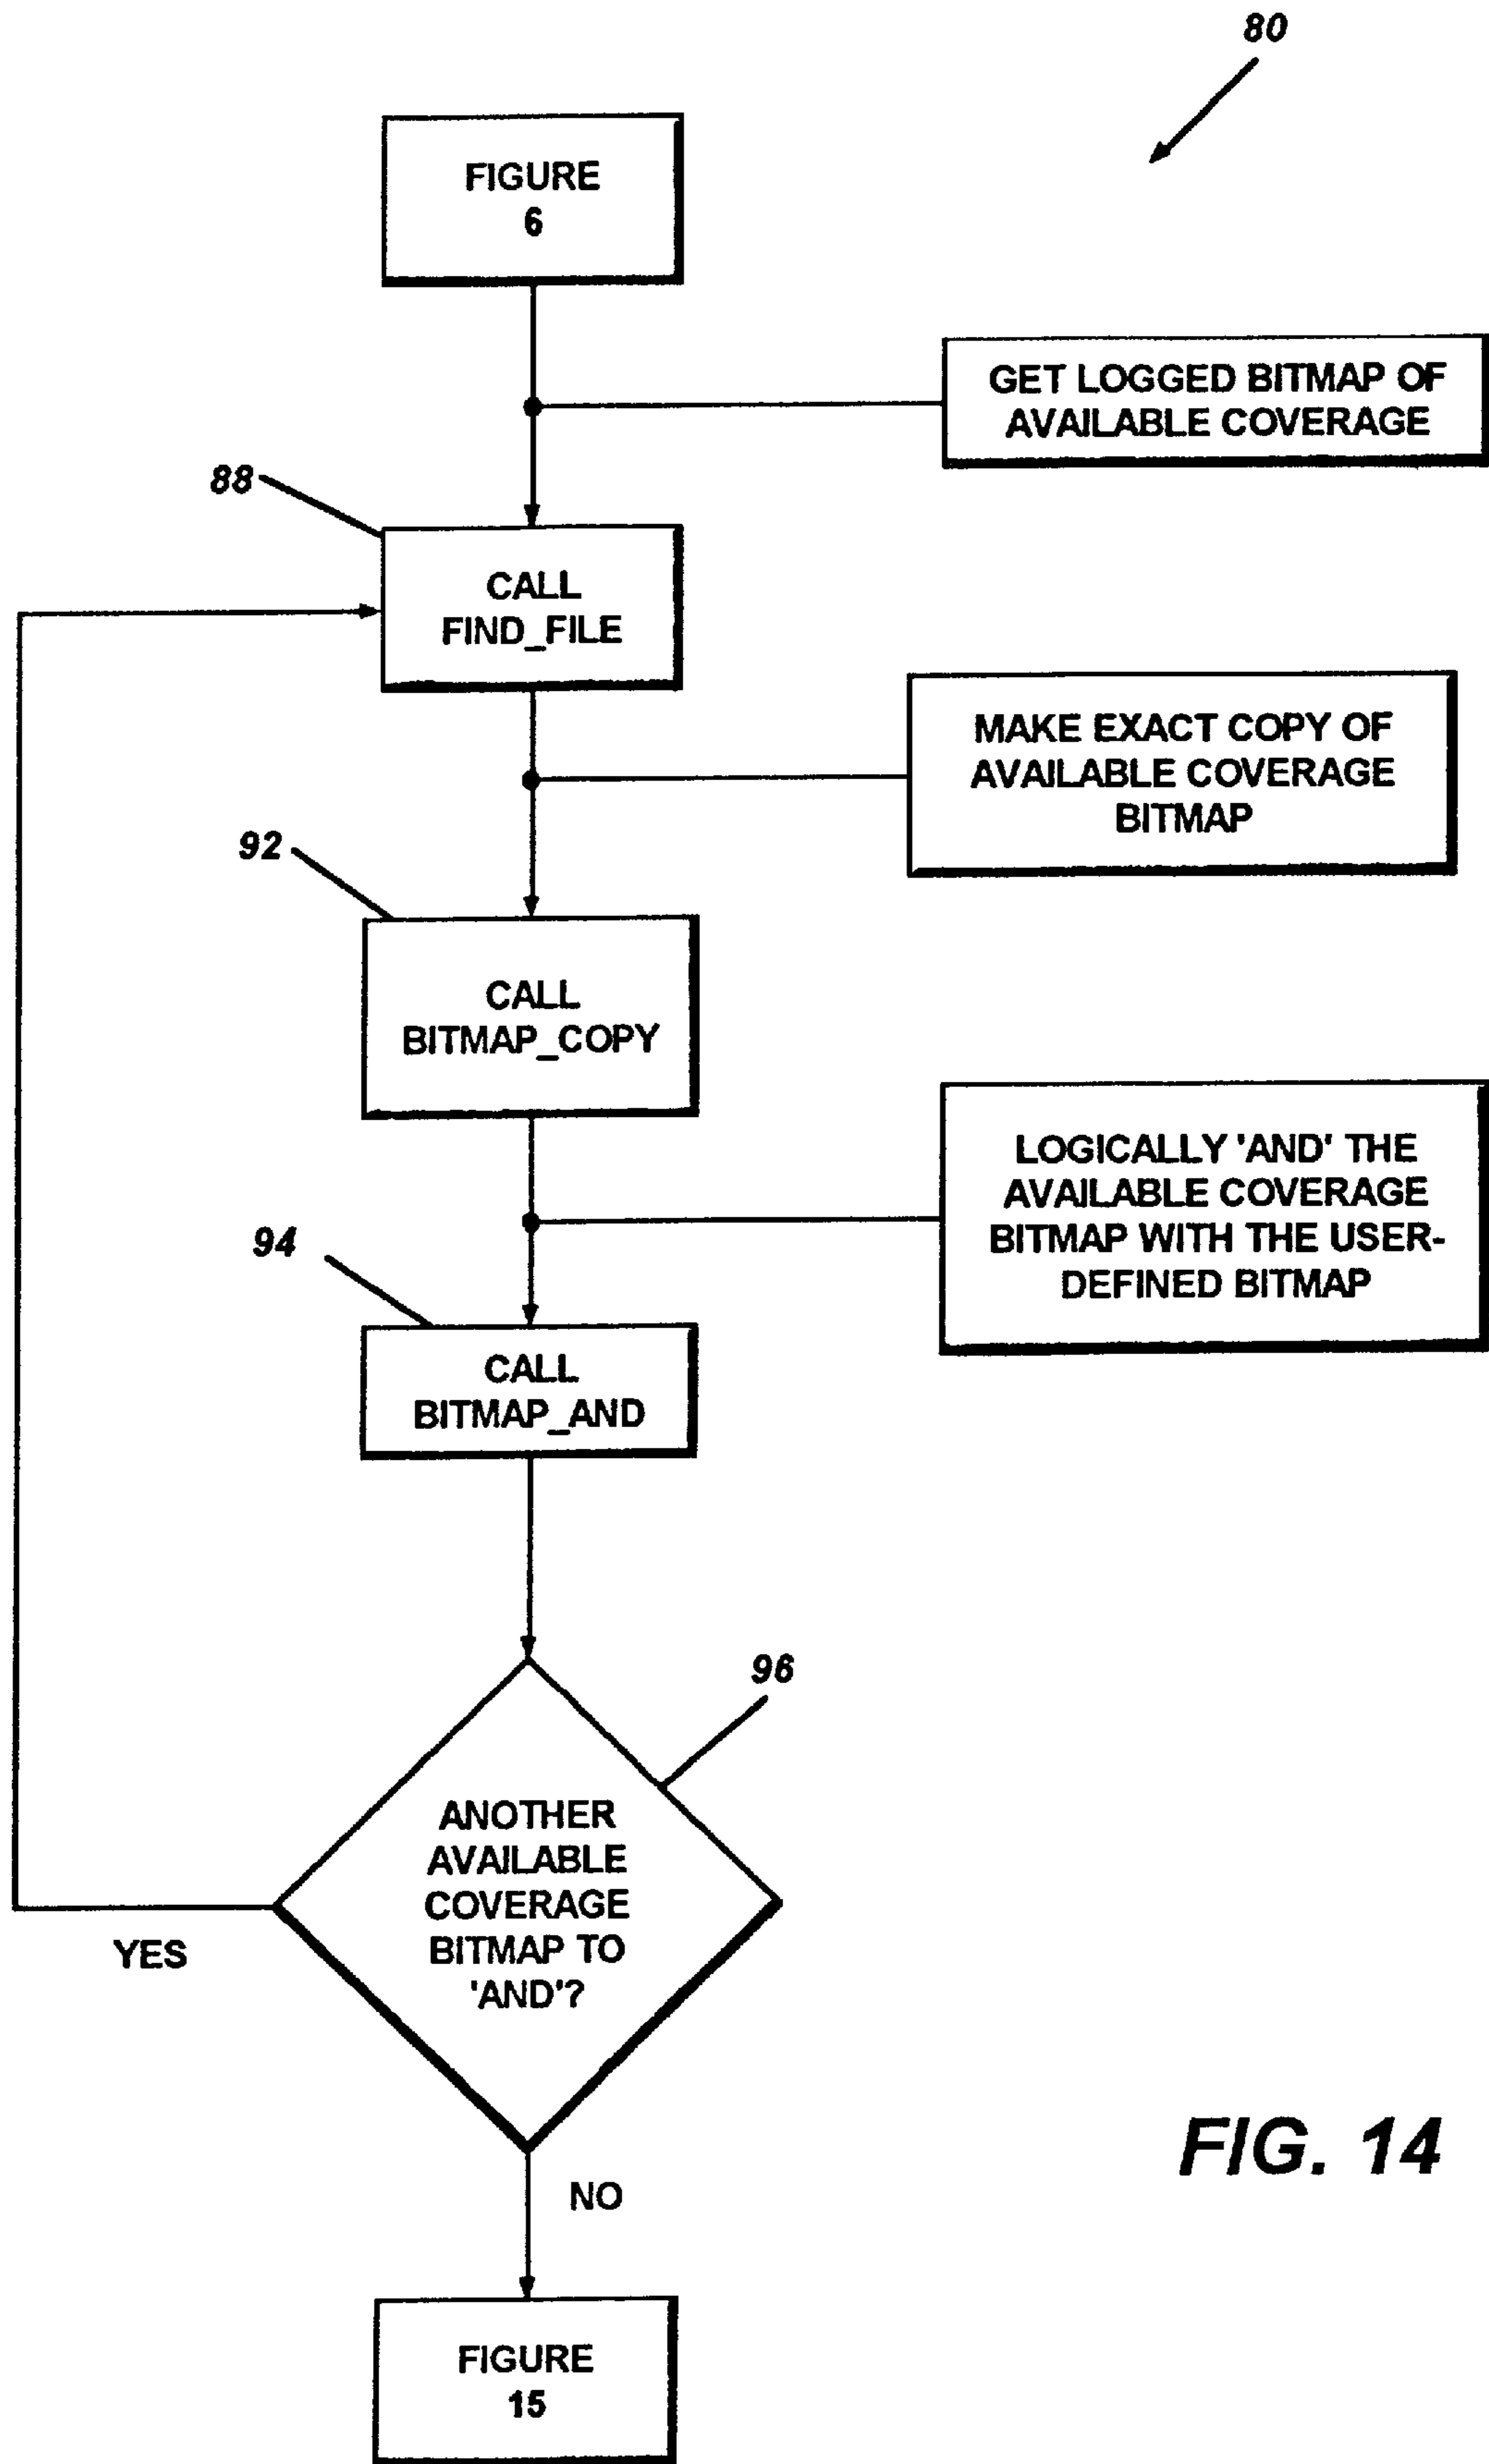 80
FIGURE
6
GET LOGGED BITMAP OF
AVAILABLE COVERAGE
88
CALL
FIND_FILE
MAKE EXACT COPY OF
AVAILABLE COVERAGE
BITMAP
92
CALL
BITMAP_COPY
LOGICALLY 'AND' THE
AVAILABLE COVERAGE
BITMAP WITH THE USER-
DEFINED BITMAP
94
CALL
BITMAP_AND
96
ANOTHER
AVAILABLE
COVERAGE
BITMAP TO
'AND'?
YES
NO
FIG. 14
FIGURE
15